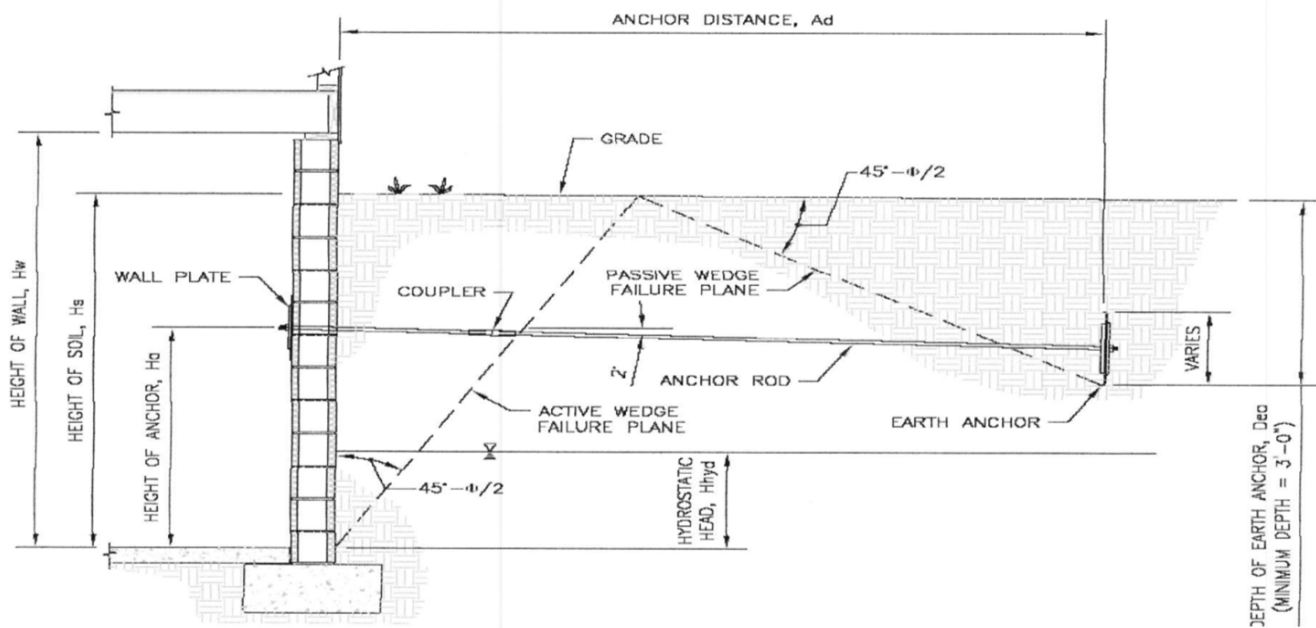 ANCHOR DISTANCE, Ad
GRADE
45°-Φ/2
WALL PLATE
COUPLER
PASSIVE WEDGE
FAILURE PLANE
2°
ANCHOR ROD
VARIES
ACTIVE WEDGE
FAILURE PLANE
EARTH ANCHOR
45°-Φ/2
HYDROSTATIC
HEAD, Hhyd
HEIGHT OF WALL, Hw
HEIGHT OF SOIL, Hs
HEIGHT OF ANCHOR, Ha
DEPTH OF EARTH ANCHOR, Dea
(MINIMUM DEPTH = 3'-0")